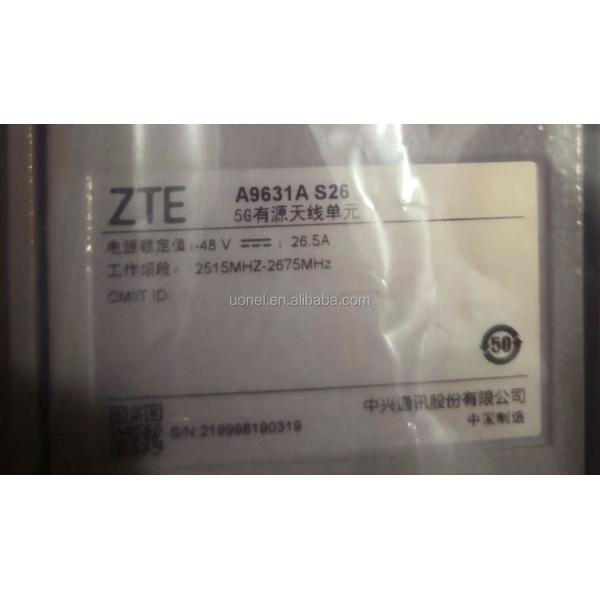 ZTE
A9631A S26
5G有源天线单元
电源额定值:-48 V ⎓; 26.5A
工作频段: 2515MHZ-2675MHz
CMIIT ID
uonel.en.alibaba.com
50
中兴通讯股份有限公司
中国制造
S/N:219998190319